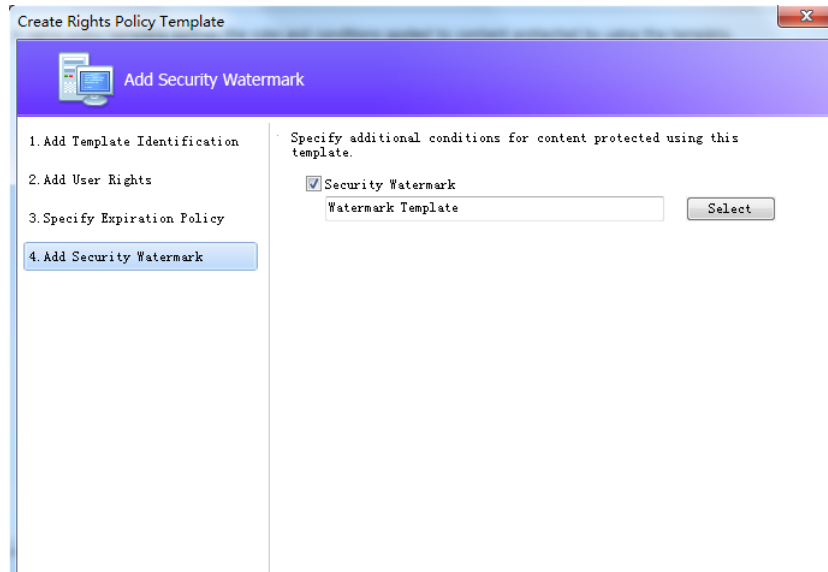 Create Rights Policy Template
Add Security Watermark
1. Add Template Identification
2. Add User Rights
3. Specify Expiration Policy
4. Add Security Watermark
Specify additional conditions for content protected using this
template.
Security Watermark
Watermark Template
Select